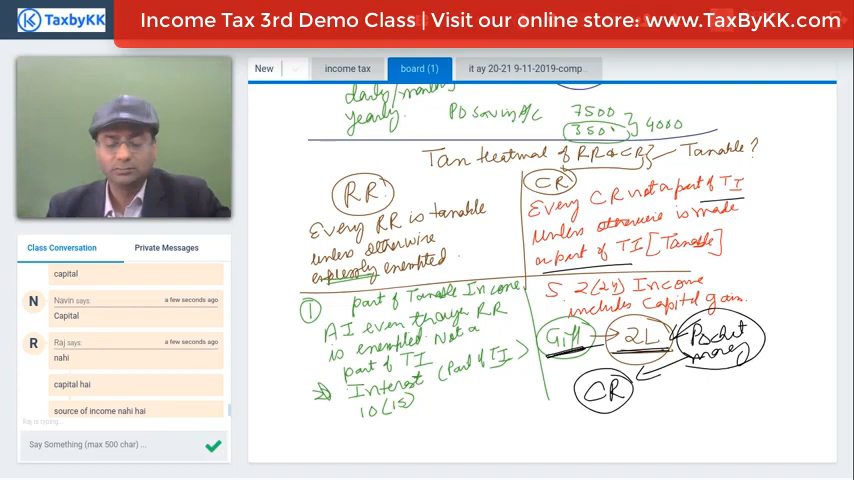 Income Tax 3rd Demo Class | Visit our online store: www.TaxByKK.com
TaxbyKK
New
income tax
board (1)
it ay 20-21 9-11-2019-comp...
daily/monthly
yearly.
PO Saving A/c
7500
3500
4000
Tax treatment of RR & CR
Taxable?
RR?
Every RR is taxable
unless otherwise
expressly exempted.
CR
Every CR not a part of TI
unless otherwise is made
a part of TI [Taxable]
S. 2(24) Income
includes Capital gain.
Gift
2L
Pocket
money
CR
1
part of Taxable Income.
AI even though RR
is exempted. Not a
part of TI
Interest (Part of TI)
10(15)
Class Conversation
Private Messages
capital
N
Navin says:
a few seconds ago
Capital
R
Raj says:
a few seconds ago
nahi
capital hai
source of income nahi hai
Raj is typing...
Say Something (max 500 char) ...